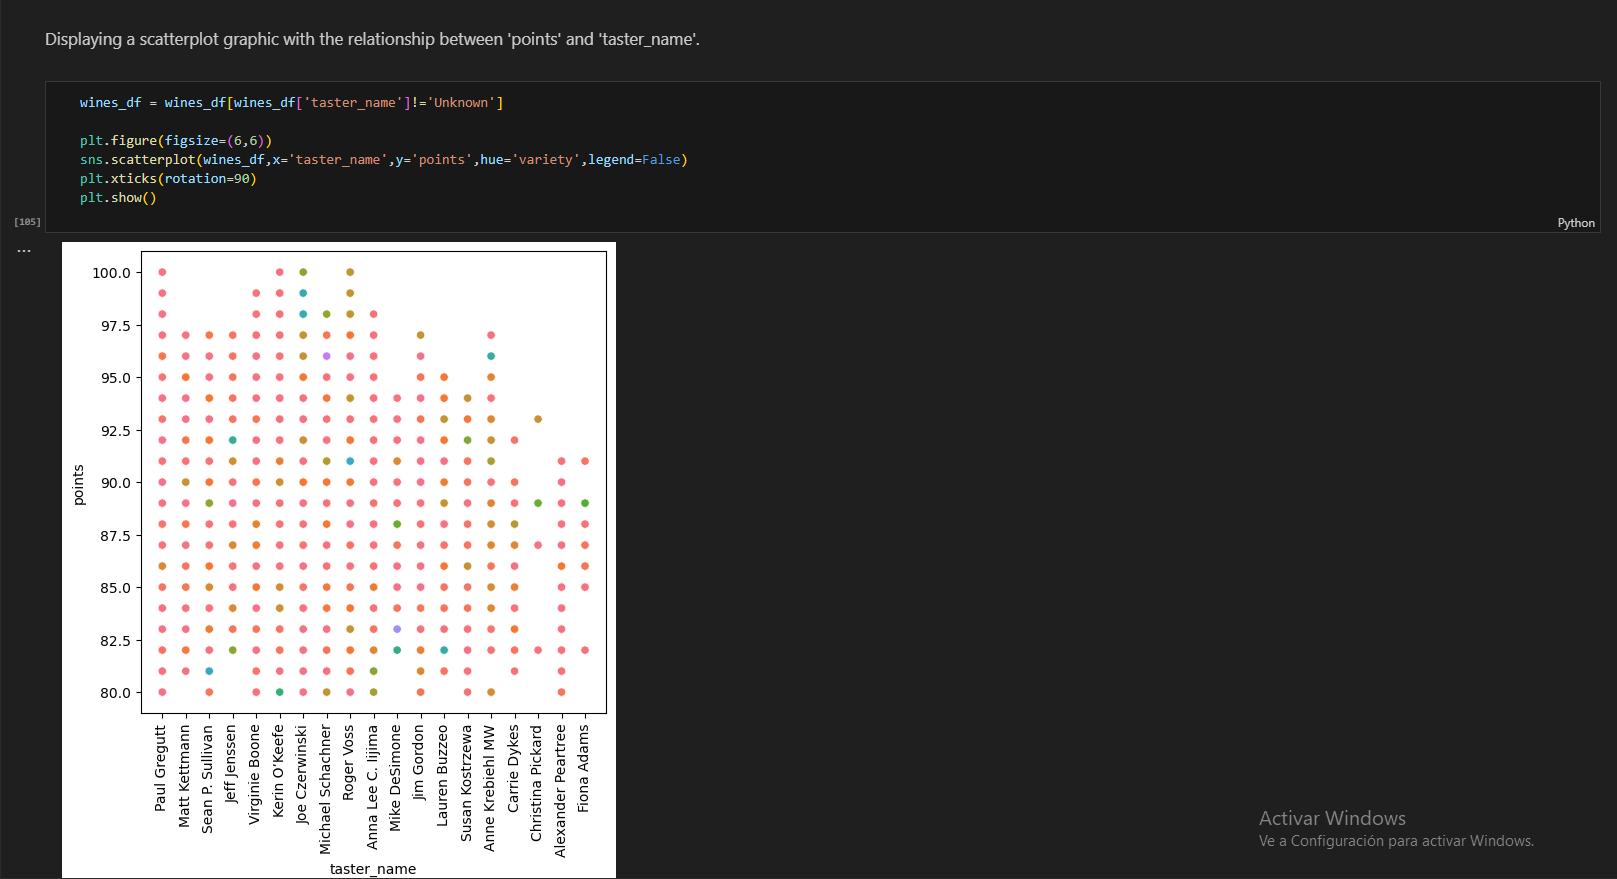 Displaying a scatterplot graphic with the relationship between 'points' and 'taster_name'.
wines_df = wines_df[wines_df['taster_name']!='Unknown']
plt.figure(figsize=(6,6))
sns.scatterplot(wines_df,x='taster_name',y='points',hue='variety',legend=False)
plt.xticks(rotation=90)
plt.show()
[105]
Python
...
100.0
97.5
95.0
92.5
90.0
87.5
85.0
82.5
80.0
points
Paul Gregutt
Matt Kettmann
Sean P. Sullivan
Jeff Jenssen
Virginie Boone
Kerin O'Keefe
Joe Czerwinski
Michael Schachner
Roger Voss
Anna Lee C. Iijima
Mike DeSimone
Jim Gordon
Lauren Buzzeo
Susan Kostrzewa
Anne Krebiehl MW
Carrie Dykes
Christina Pickard
Alexander Peartree
Fiona Adams
taster_name
Activar Windows
Ve a Configuración para activar Windows.